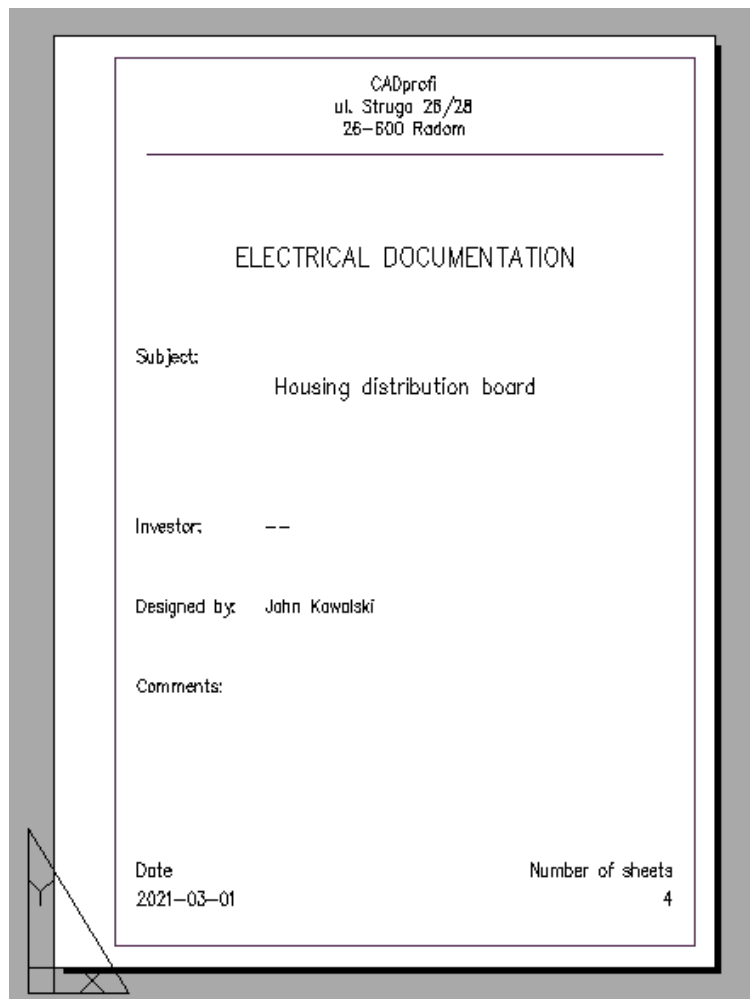 CADprofi
ul. Struga 26/28
26-600 Radom
ELECTRICAL DOCUMENTATION
Subject:
Housing distribution board
Investor: --
Designed by: John Kowalski
Comments:
Date Number of sheets
2021-03-01 4
Y
X